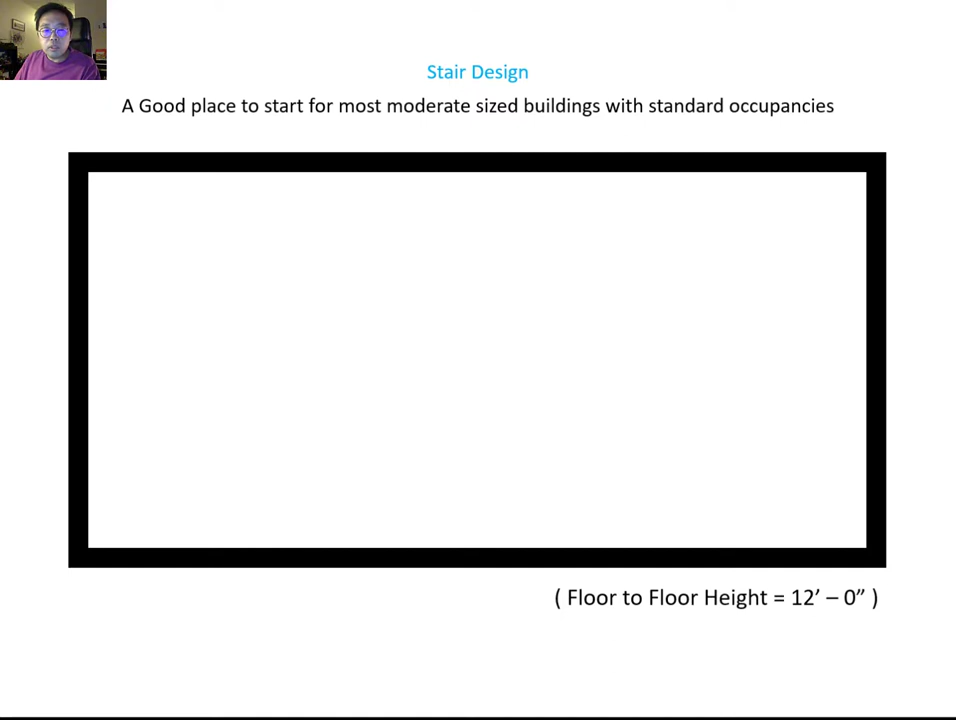 Stair Design
A Good place to start for most moderate sized buildings with standard occupancies
( Floor to Floor Height = 12’ – 0” )